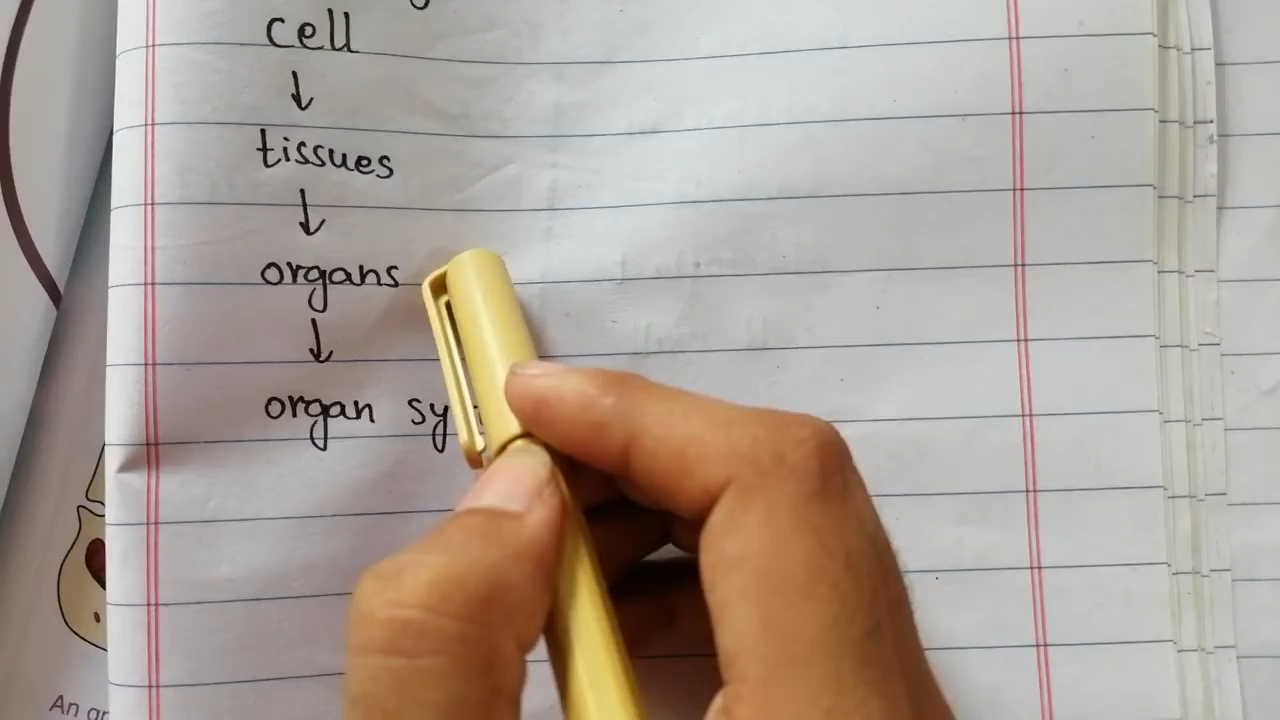 cell
↓
tissues
↓
organs
↓
organ sy
An